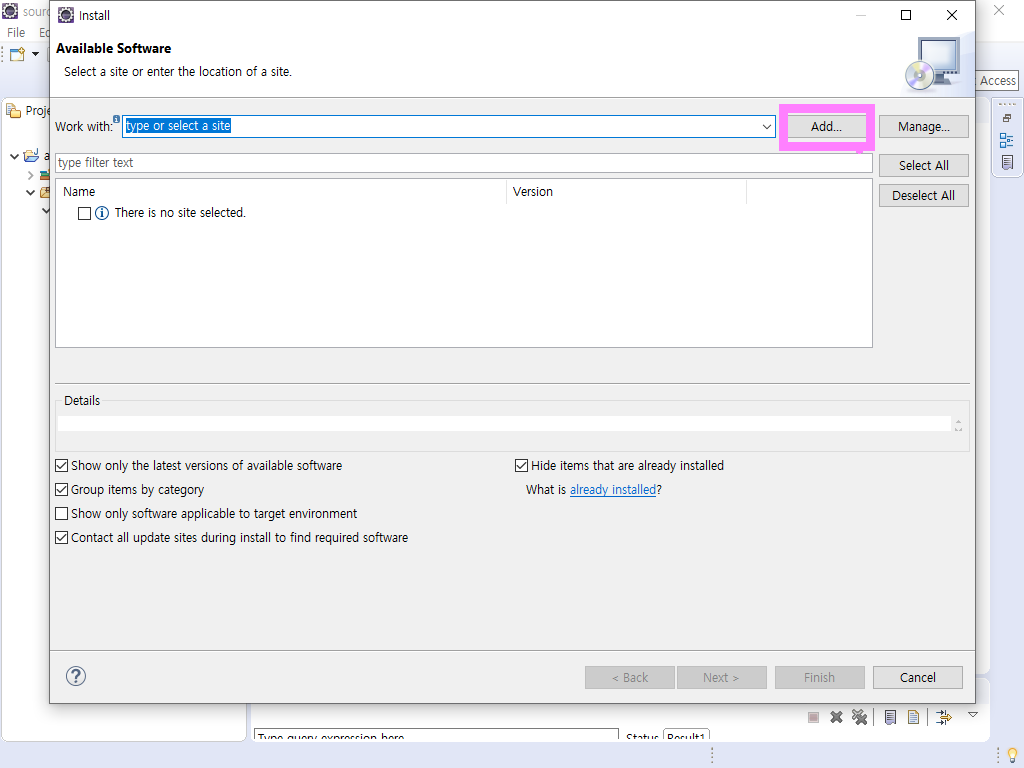 Install
File
Available Software
Select a site or enter the location of a site.
Access
Work with:
type or select a site
Add...
Manage...
type filter text
Select All
Name
Version
Deselect All
There is no site selected.
Details
Show only the latest versions of available software
Hide items that are already installed
Group items by category
What is already installed?
Show only software applicable to target environment
Contact all update sites during install to find required software
?
< Back
Next >
Finish
Cancel
Type query expression here
Status
Result1